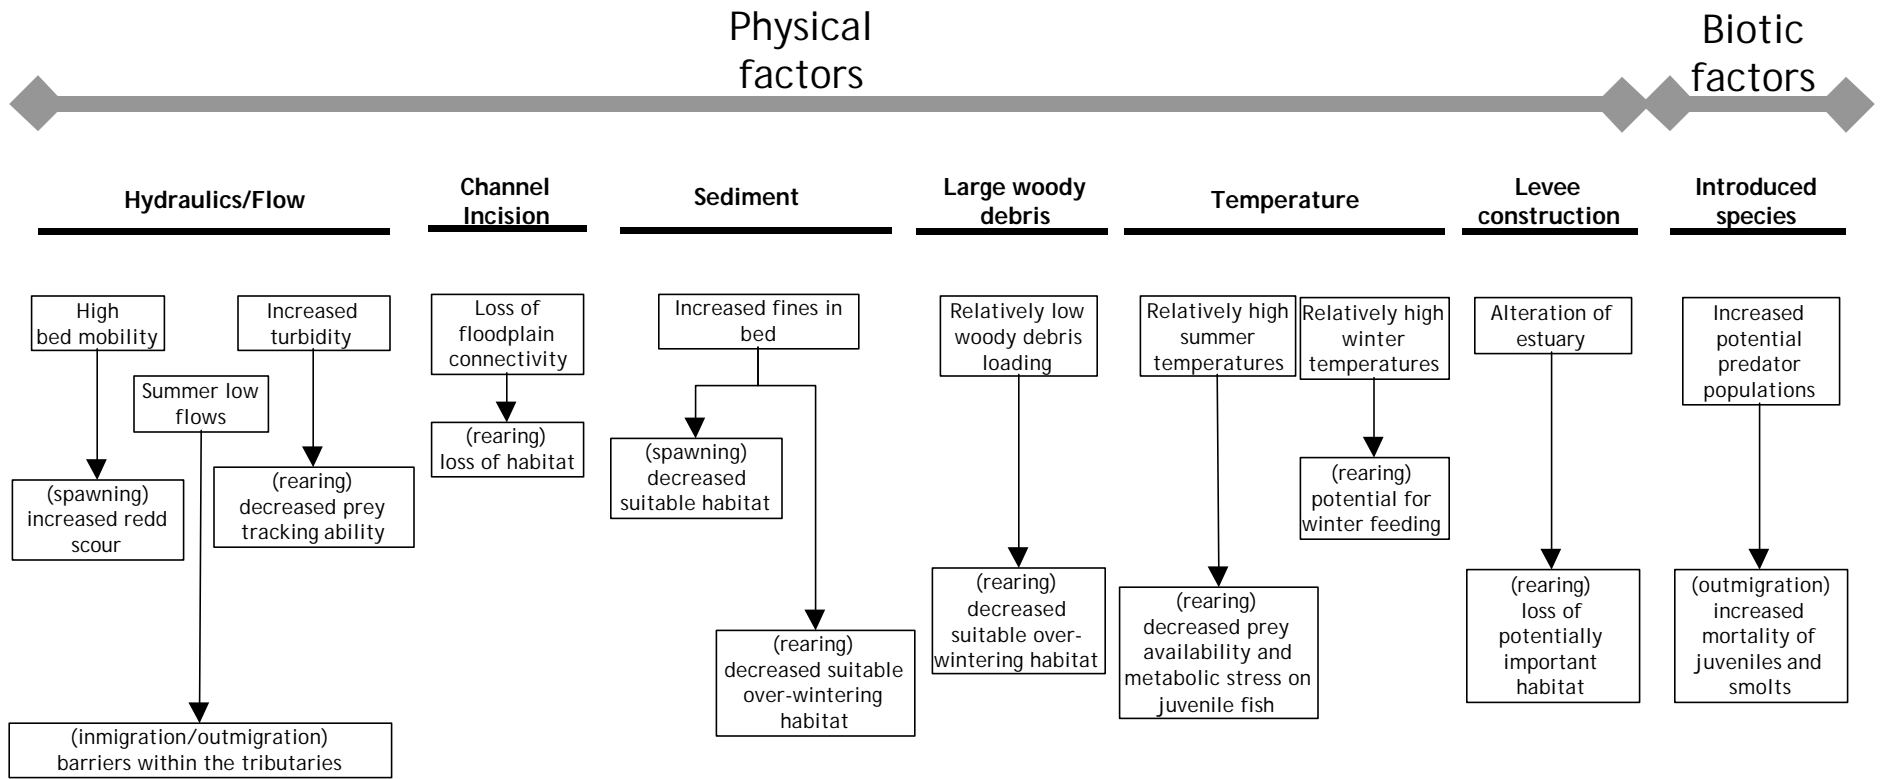 Physical
factors
Biotic
factors
Hydraulics/Flow
Channel
Incision
Sediment
Large woody
debris
Temperature
Levee
construction
Introduced
species
High
bed mobility
Summer low
flows
Increased
turbidity
Loss of
floodplain
connectivity
Increased fines in
bed
Relatively low
woody debris
loading
Relatively high
summer
temperatures
Relatively high
winter
temperatures
Alteration of
estuary
Increased
potential
predator
populations
(spawning)
increased redd
scour
(rearing)
decreased prey
tracking ability
(inmigration/outmigration)
barriers within the tributaries
(rearing)
loss of habitat
(spawning)
decreased
suitable habitat
(rearing)
decreased suitable
over-wintering
habitat
(rearing)
decreased
suitable over-
wintering habitat
(rearing)
decreased prey
availability and
metabolic stress on
juvenile fish
(rearing)
potential for
winter feeding
(rearing)
loss of
potentially
important
habitat
(outmigration)
increased
mortality of
juveniles and
smolts